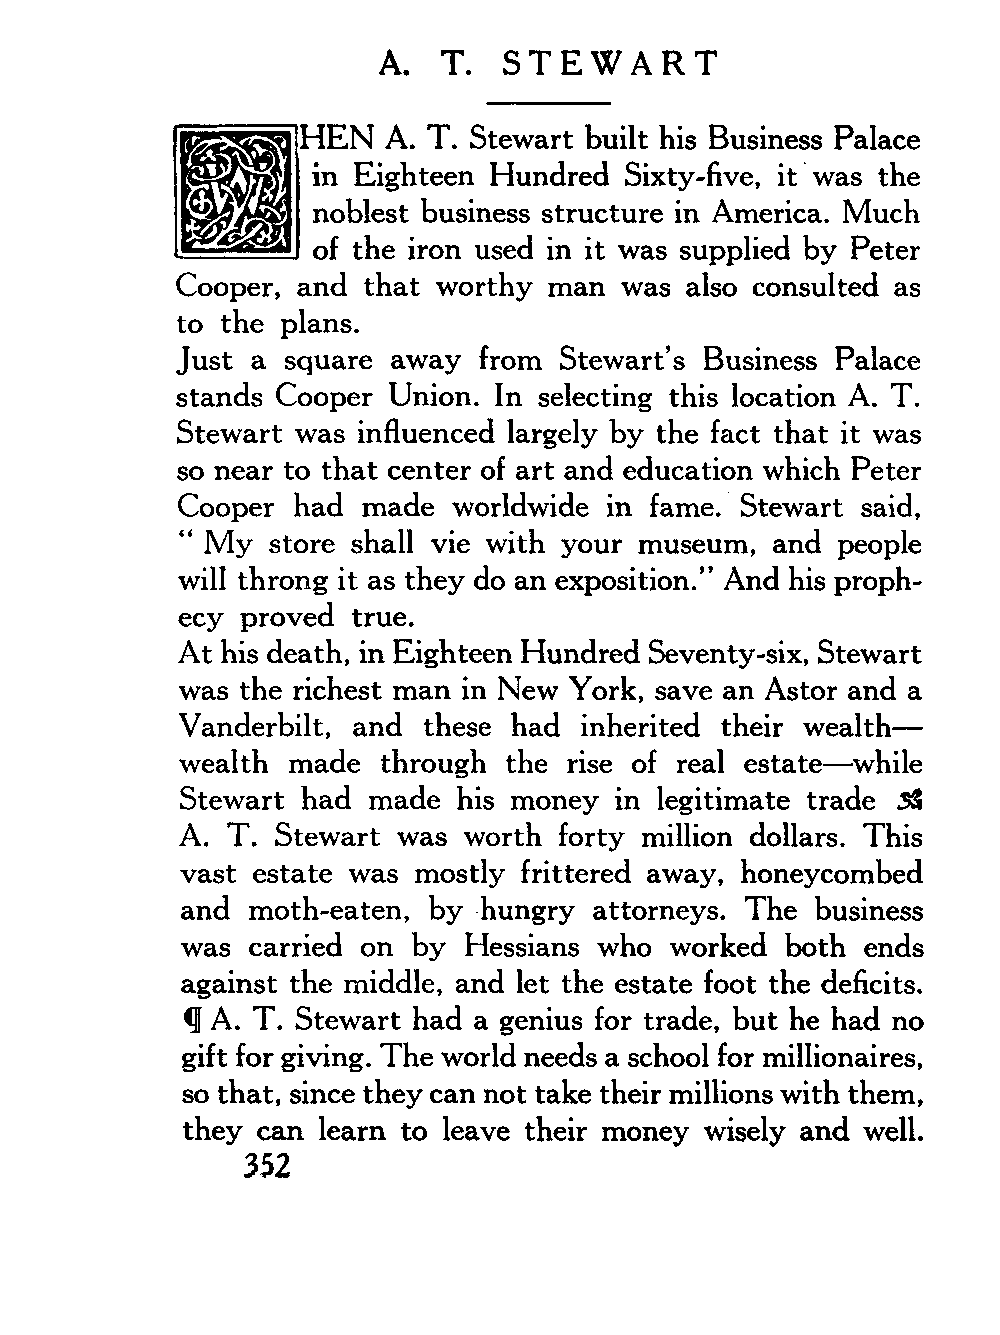 A. T. STEWART
WHEN A. T. Stewart built his Business Palace
in Eighteen Hundred Sixty-five, it was the
noblest business structure in America. Much
of the iron used in it was supplied by Peter
Cooper, and that worthy man was also consulted as
to the plans.
Just a square away from Stewart's Business Palace
stands Cooper Union. In selecting this location A. T.
Stewart was influenced largely by the fact that it was
so near to that center of art and education which Peter
Cooper had made worldwide in fame. Stewart said,
“ My store shall vie with your museum, and people
will throng it as they do an exposition.” And his proph-
ecy proved true.
At his death, in Eighteen Hundred Seventy-six, Stewart
was the richest man in New York, save an Astor and a
Vanderbilt, and these had inherited their wealth—
wealth made through the rise of real estate—while
Stewart had made his money in legitimate trade
A. T. Stewart was worth forty million dollars. This
vast estate was mostly frittered away, honeycombed
and moth-eaten, by hungry attorneys. The business
was carried on by Hessians who worked both ends
against the middle, and let the estate foot the deficits.
¶ A. T. Stewart had a genius for trade, but he had no
gift for giving. The world needs a school for millionaires,
so that, since they can not take their millions with them,
they can learn to leave their money wisely and well.
352